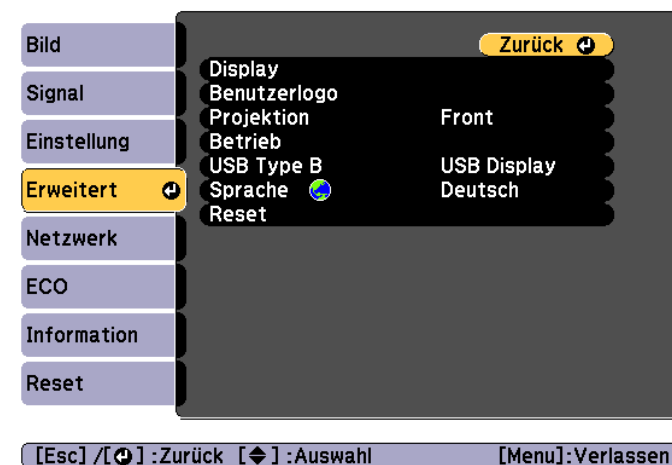 Bild
Signal
Einstellung
Erweitert
Netzwerk
ECO
Information
Reset
Zurück
Display
Benutzerlogo
Projektion Front
Betrieb
USB Type B USB Display
Sprache Deutsch
Reset
[Esc] /[ ] :Zurück [ ] :Auswahl [Menu]:Verlassen